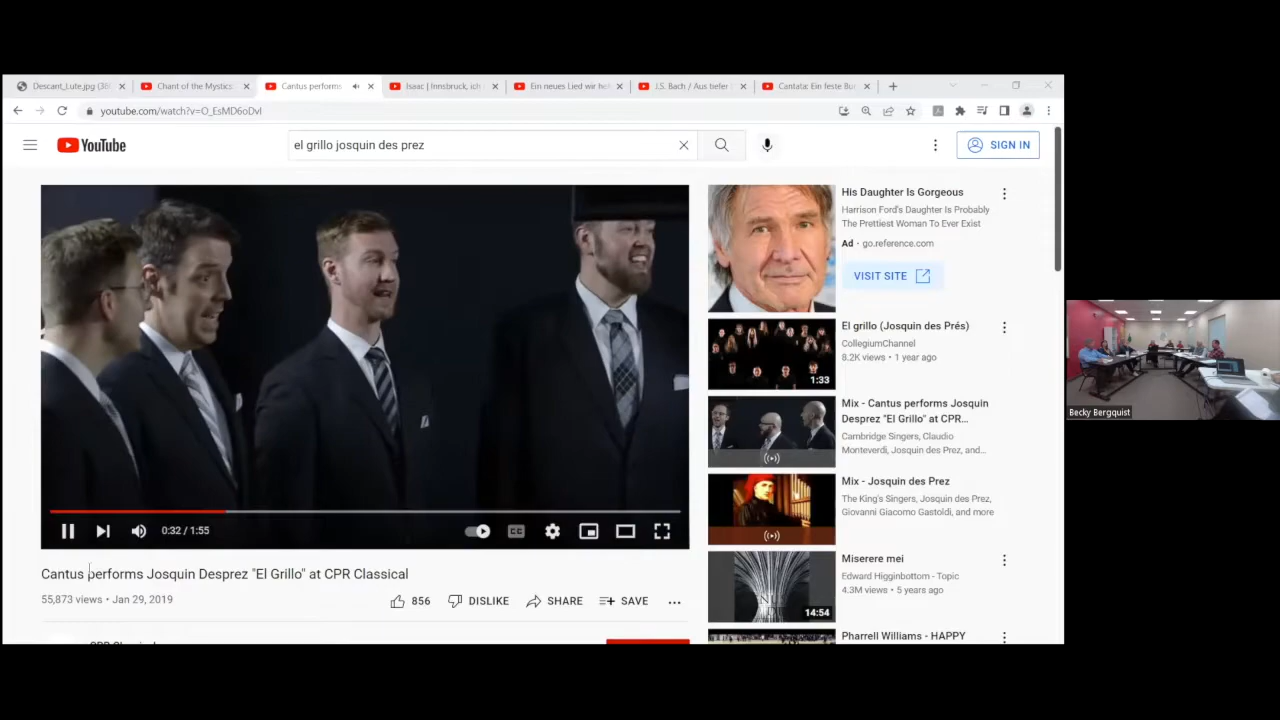 Descant_Lute.jpg (38
Chant of the Mystics:
Cantus performs
Isaac | Innsbruck, ich
Ein neues Lied wir he
J.S. Bach / Aus tiefer
Cantata: Ein feste Bu
youtube.com/watch?v=O_EsMD6oDvI
YouTube
el grillo josquin des prez
SIGN IN
His Daughter Is Gorgeous
Harrison Ford's Daughter Is Probably
The Prettiest Woman To Ever Exist
Ad · go.reference.com
VISIT SITE
El grillo (Josquin des Prés)
CollegiumChannel
8.2K views • 1 year ago
1:33
Mix - Cantus performs Josquin
Desprez "El Grillo" at CPR...
Cambridge Singers, Claudio
Monteverdi, Josquin des Prez, and...
Mix - Josquin des Prez
The King's Singers, Josquin des Prez,
Giovanni Giacomo Gastoldi, and more
Miserere mei
Edward Higginbottom - Topic
4.3M views • 5 years ago
14:54
Pharrell Williams - HAPPY
0:32 / 1:55
CC
Cantus performs Josquin Desprez "El Grillo" at CPR Classical
55,873 views • Jan 29, 2019
856
DISLIKE
SHARE
SAVE
Becky Bergquist